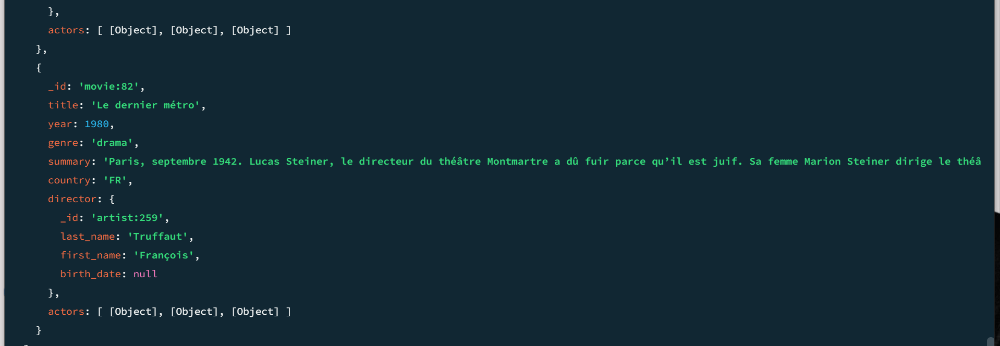 },
actors: [ [Object], [Object], [Object] ]
},
{
_id: 'movie:82',
title: 'Le dernier métro',
year: 1980,
genre: 'drama',
summary: 'Paris, septembre 1942. Lucas Steiner, le directeur du théâtre Montmartre a dû fuir parce qu’il est juif. Sa femme Marion Steiner dirige le théâ
country: 'FR',
director: {
_id: 'artist:259',
last_name: 'Truffaut',
first_name: 'François',
birth_date: null
},
actors: [ [Object], [Object], [Object] ]
}